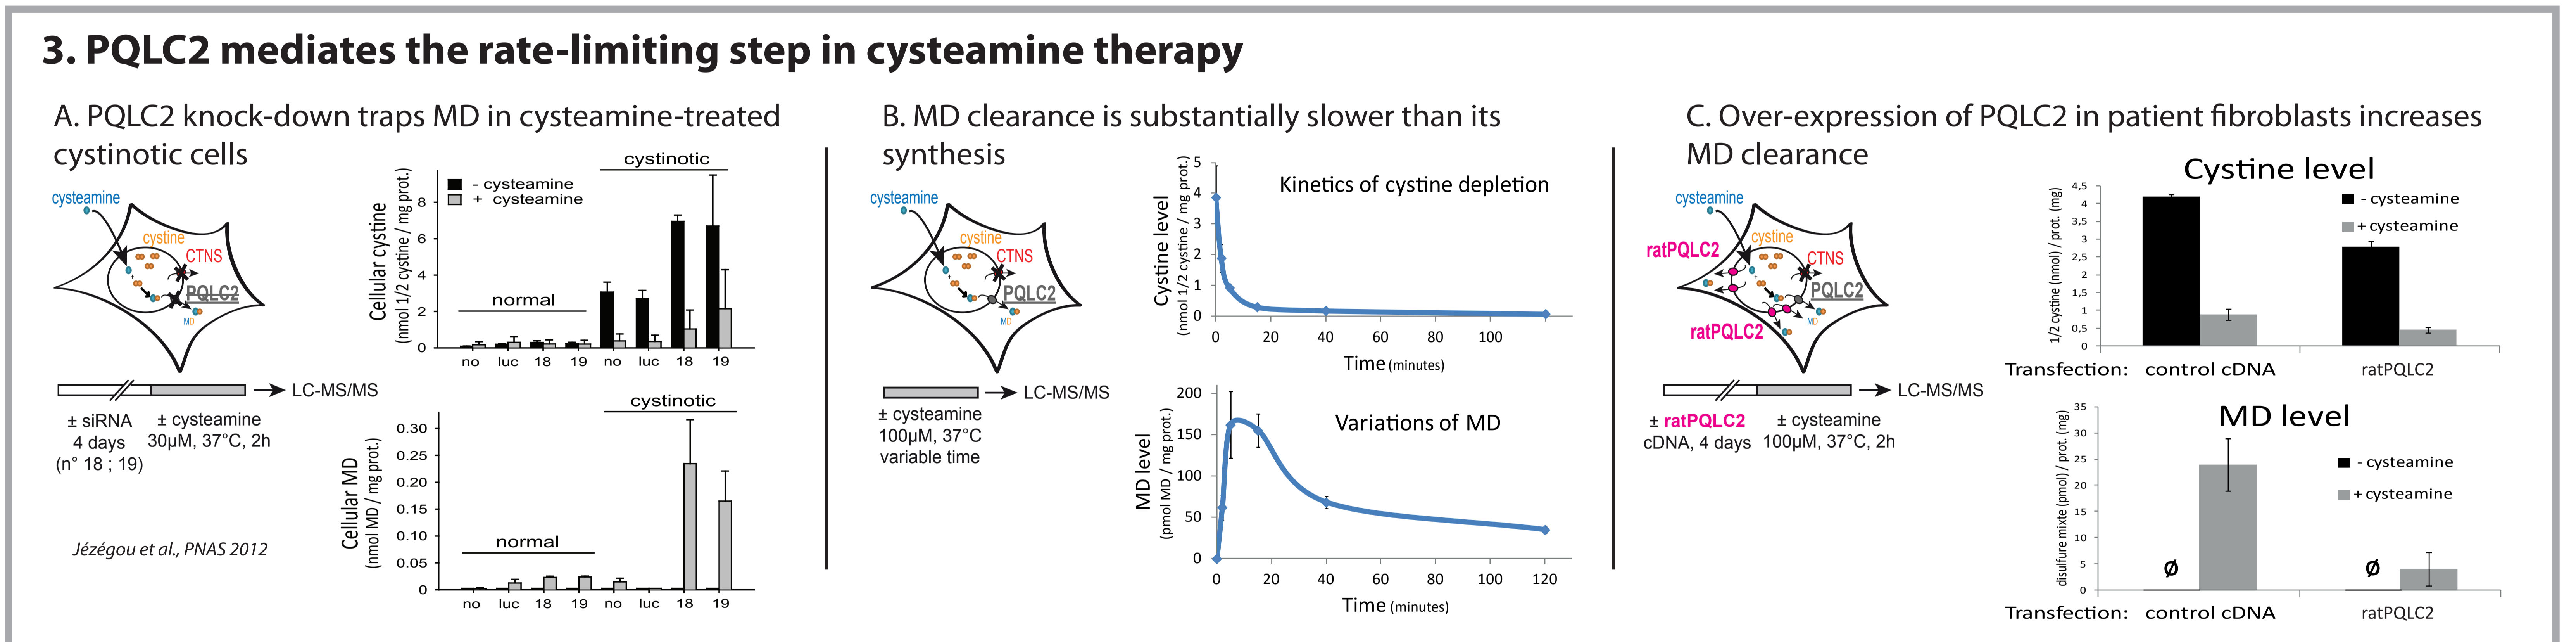 3. PQLC2 mediates the rate-limiting step in cysteamine therapy
A. PQLC2 knock-down traps MD in cysteamine-treated
cystinotic cells
cysteamine
cystine
CTNS
+
PQLC2
MD
LC-MS/MS
± siRNA
4 days
(n° 18 ; 19)
± cysteamine
30µM, 37°C, 2h
Jézégou et al., PNAS 2012
Cellular cystine
(nmol 1/2 cystine / mg prot.)
- cysteamine
+ cysteamine
cystinotic
normal
8
6
4
2
0
no luc 18 19 no luc 18 19
Cellular MD
(nmol MD / mg prot.)
cystinotic
normal
0.30
0.25
0.20
0.15
0.10
0.05
0
no luc 18 19 no luc 18 19
B. MD clearance is substantially slower than its
synthesis
cysteamine
cystine
CTNS
+
PQLC2
MD
LC-MS/MS
± cysteamine
100µM, 37°C
variable time
Kinetics of cystine depletion
Cystine level
(nmol 1/2 cystine / mg prot.)
5
4
3
2
1
0
0 20 40 60 80 100
Time (minutes)
Variations of MD
MD level
(pmol MD / mg prot.)
200
150
100
50
0
0 20 40 60 80 100 120
Time (minutes)
C. Over-expression of PQLC2 in patient fibroblasts increases
MD clearance
cysteamine
ratPQLC2
cystine
CTNS
+
PQLC2
MD
ratPQLC2
LC-MS/MS
± ratPQLC2
cDNA, 4 days
± cysteamine
100µM, 37°C, 2h
Cystine level
1/2 cystine (nmol) / prot. (mg)
4,5
4
3,5
3
2,5
2
1,5
1
0,5
0
- cysteamine
+ cysteamine
Transfection: control cDNA ratPQLC2
MD level
disulfure mixte (pmol) / prot. (mg)
35
30
25
20
15
10
5
0
- cysteamine
+ cysteamine
Ø Ø
Transfection: control cDNA ratPQLC2